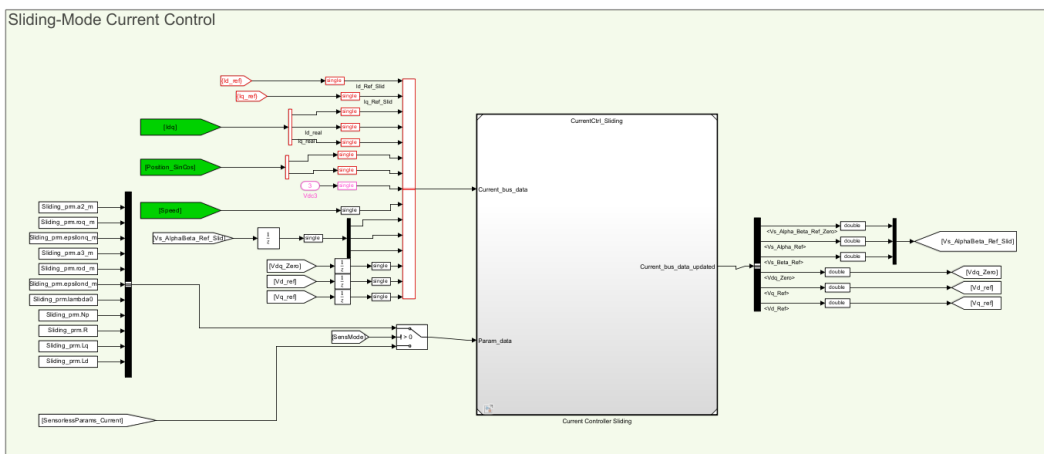 Sliding-Mode Current Control
[Id_ref]
single
Id_Ref_Slid
[Iq_ref]
single
Iq_Ref_Slid
single
[Idq]
single
Id_real
Iq_real
single
single
[Position_SinCos]
single
3
single
Vdc3
[Speed]
single
[Vs_AlphaBeta_Ref_Slid]
1
z
single
[Vdq_Zero]
1
z
single
[Vd_ref]
1
z
single
[Vq_ref]
1
z
single
Sliding_prm.a2_m
Sliding_prm.roq_m
Sliding_prm.epsilonq_m
Sliding_prm.a3_m
Sliding_prm.rod_m
Sliding_prm.epsilond_m
Sliding_prm.lambda0
Sliding_prm.Np
Sliding_prm.R
Sliding_prm.Lq
Sliding_prm.Ld
[SensMode]
> 0
[SensorlessParams_Current]
CurrentCtrl_Sliding
Current_bus_data
Current_bus_data_updated
Param_data
Current Controller Sliding
double
<Vs_Alpha_Beta_Ref_Zero>
double
<Vs_Alpha_Ref>
double
<Vs_Beta_Ref>
[Vs_AlphaBeta_Ref_Slid]
double
<Vdq_Zero>
[Vdq_Zero]
double
<Vq_Ref>
[Vd_ref]
double
<Vd_Ref>
[Vq_ref]